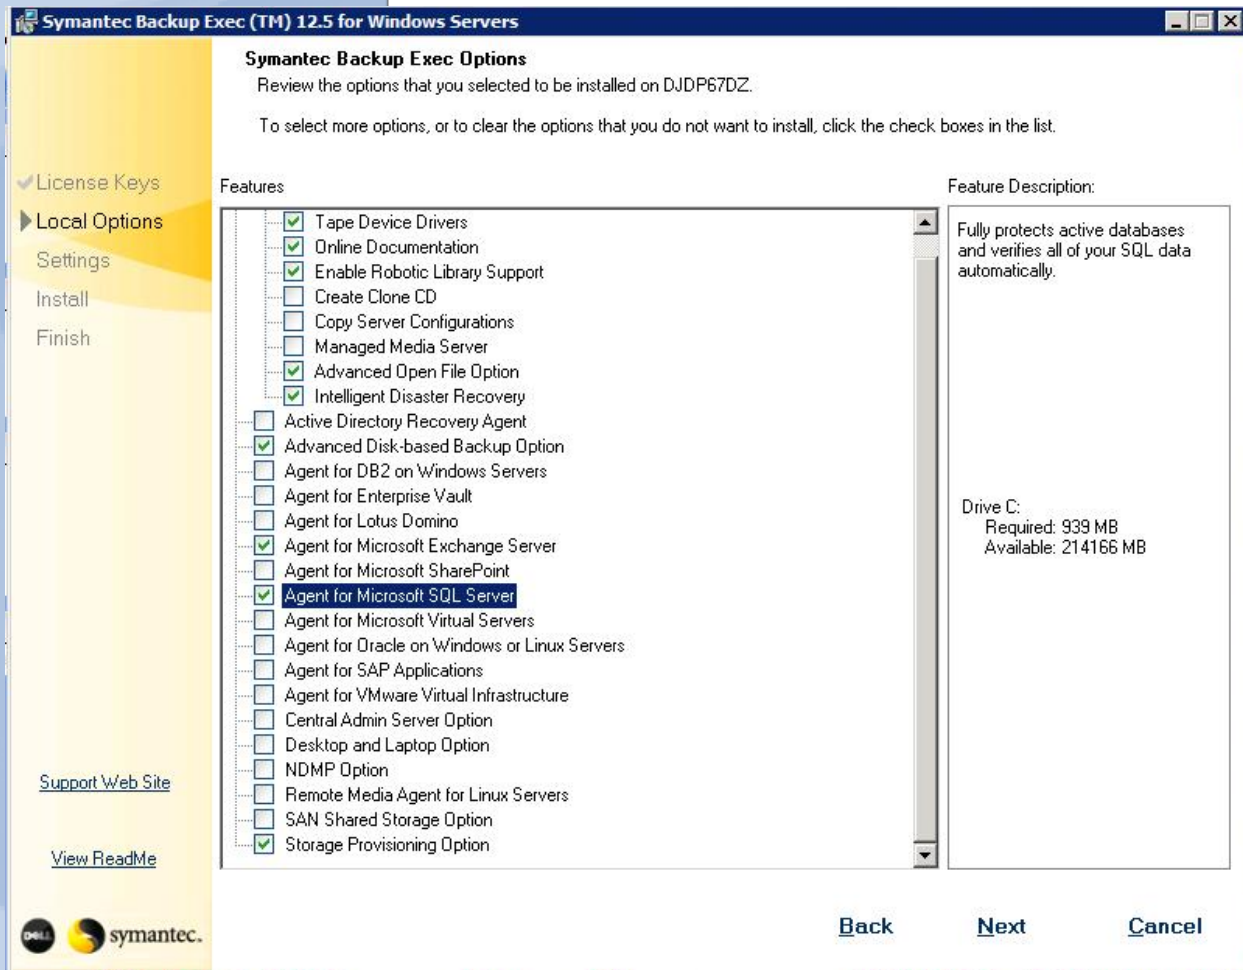 Symantec Backup Exec (TM) 12.5 for Windows Servers
Symantec Backup Exec Options
Review the options that you selected to be installed on DJDP67DZ.
To select more options, or to clear the options that you do not want to install, click the check boxes in the list.
License Keys
Local Options
Settings
Install
Finish
Support Web Site
View ReadMe
DELL
symantec.
Features
Tape Device Drivers
Online Documentation
Enable Robotic Library Support
Create Clone CD
Copy Server Configurations
Managed Media Server
Advanced Open File Option
Intelligent Disaster Recovery
Active Directory Recovery Agent
Advanced Disk-based Backup Option
Agent for DB2 on Windows Servers
Agent for Enterprise Vault
Agent for Lotus Domino
Agent for Microsoft Exchange Server
Agent for Microsoft SharePoint
Agent for Microsoft SQL Server
Agent for Microsoft Virtual Servers
Agent for Oracle on Windows or Linux Servers
Agent for SAP Applications
Agent for VMware Virtual Infrastructure
Central Admin Server Option
Desktop and Laptop Option
NDMP Option
Remote Media Agent for Linux Servers
SAN Shared Storage Option
Storage Provisioning Option
Feature Description:
Fully protects active databases
and verifies all of your SQL data
automatically.
Drive C:
Required: 939 MB
Available: 214166 MB
Back
Next
Cancel